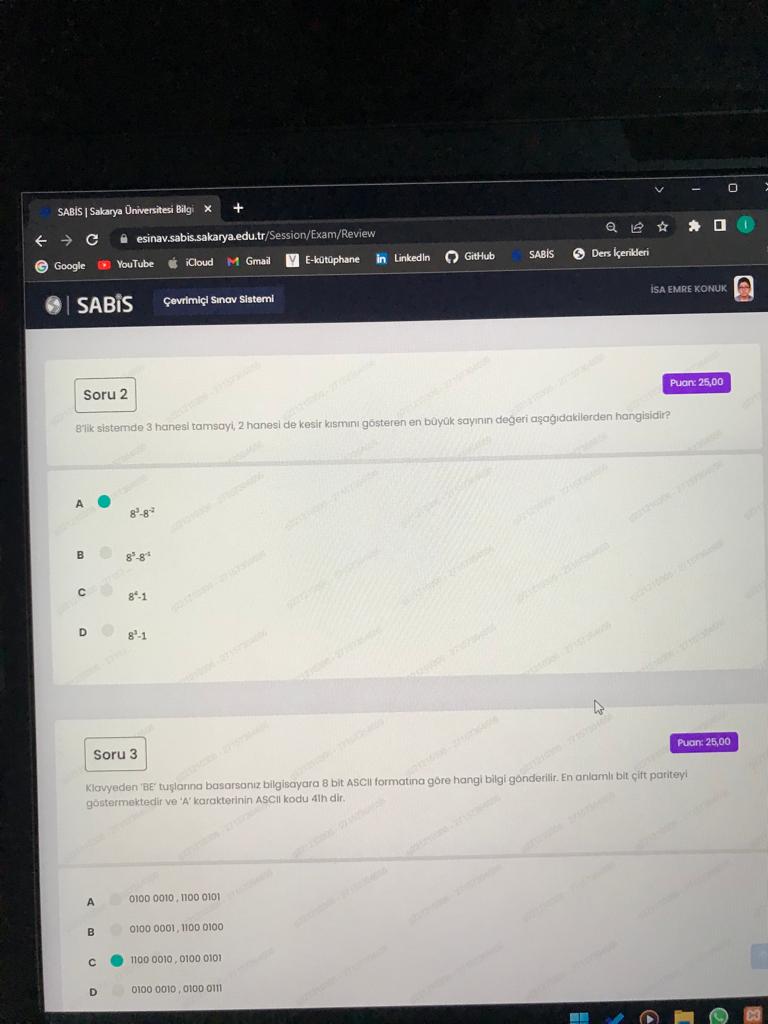 SABİS | Sakarya Üniversitesi Bilgi
esinav.sabis.sakarya.edu.tr/Session/Exam/Review
Google YouTube iCloud Gmail E-kütüphane LinkedIn GitHub SABİS Ders İçerikleri
SABİS Çevrimiçi Sınav Sistemi İSA EMRE KONUK
Soru 2 Puan: 25,00
8'lik sistemde 3 hanesi tamsayi, 2 hanesi de kesir kısmını gösteren en büyük sayının değeri aşağıdakilerden hangisidir?
A 8³-8⁻²
B 8⁵-8⁻¹
C 8⁴-1
D 8³-1
Soru 3 Puan: 25,00
Klavyeden 'BE' tuşlarına basarsanız bilgisayara 8 bit ASCII formatına göre hangi bilgi gönderilir. En anlamlı bit çift pariteyi
göstermektedir ve 'A' karakterinin ASCII kodu 41h dir.
A 0100 0010 , 1100 0101
B 0100 0001 , 1100 0100
C 1100 0010 , 0100 0101
D 0100 0010 , 0100 0111